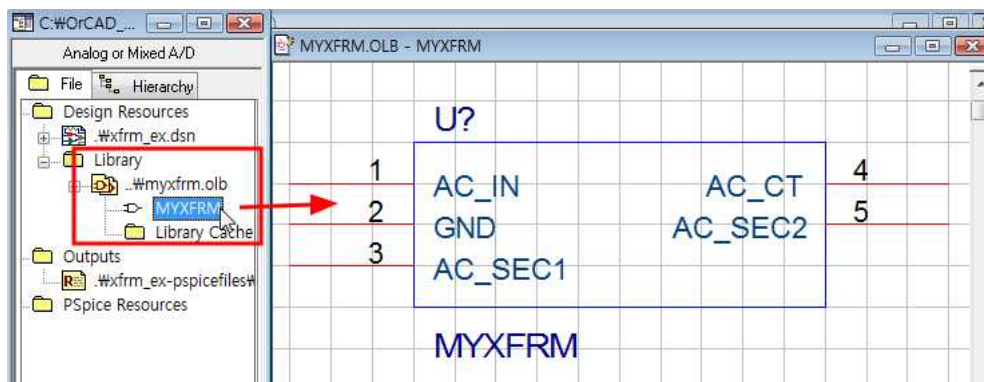 C:₩OrCAD_...
Analog or Mixed A/D
File
Hierarchy
Design Resources
.₩xfrm_ex.dsn
Library
..₩myxfrm.olb
MYXFRM
Library Cache
Outputs
.₩xfrm_ex-pspicefiles₩
PSpice Resources
MYXFRM.OLB - MYXFRM
U?
1
AC_IN
AC_CT
4
2
GND
AC_SEC2
5
3
AC_SEC1
MYXFRM